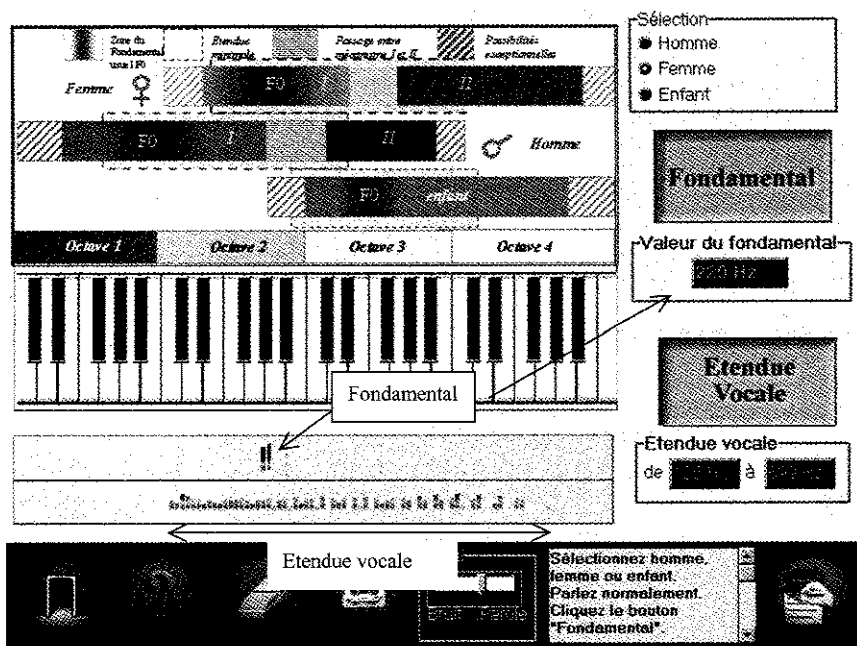 Zone du
Fondamental
usuel F0
Etendue
Passage entre
Possibilités
exceptionnelles
Femme
F0 I II
F0 I II
Homme
F0 enfant
Octave 1 Octave 2 Octave 3 Octave 4
Sélection
Homme
Femme
Enfant
Fondamental
Valeur du fondamental
220 Hz
Fondamental
Etendue
Vocale
Etendue vocale
de à
Etendue vocale
Sélectionnez homme,
femme ou enfant.
Parlez normalement.
Cliquez le bouton
"Fondamental".